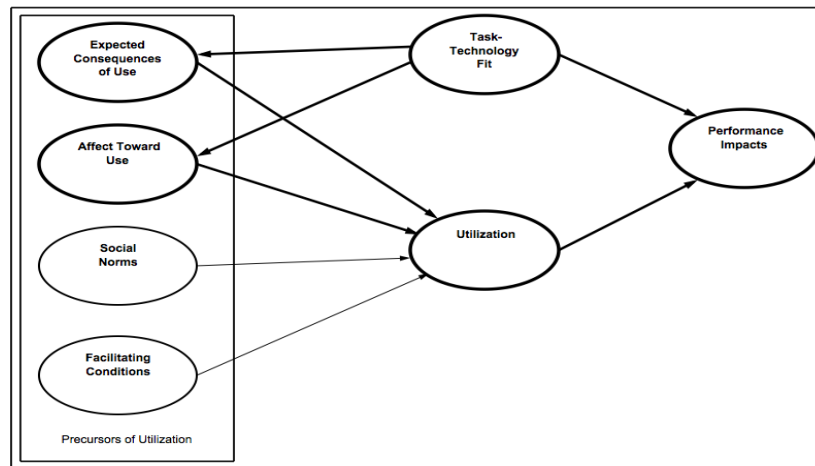 Expected
Consequences
of Use
Task-
Technology
Fit
Performance
Impacts
Affect Toward
Use
Utilization
Social
Norms
Facilitating
Conditions
Precursors of Utilization